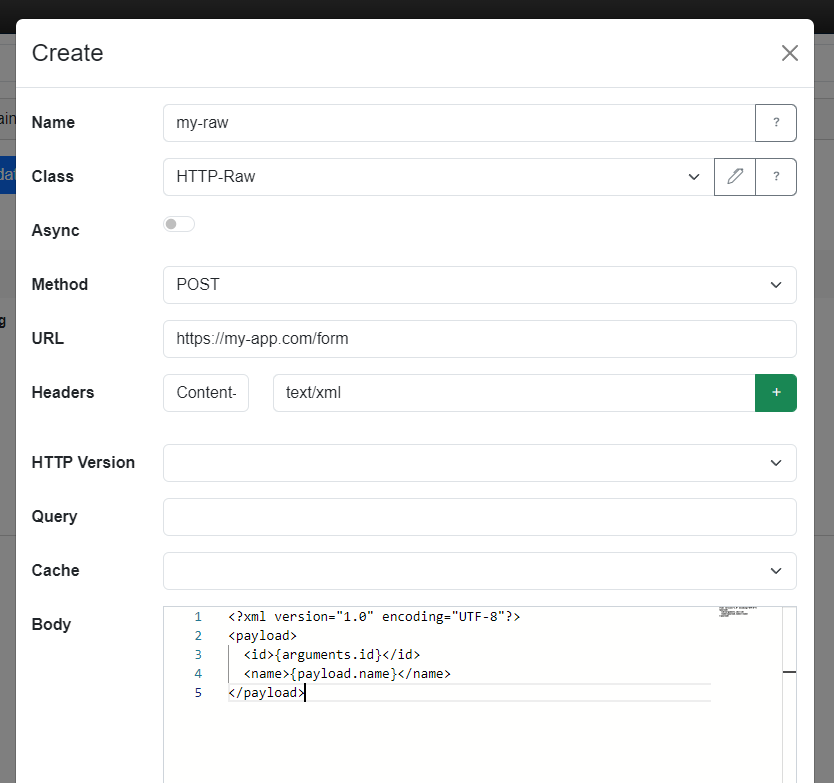 Create
Name my-raw ?
ain
Class HTTP-Raw ?
dat
Async
Method POST
g
URL https://my-app.com/form
Headers Content- text/xml +
HTTP Version
Query
Cache
Body
1 <?xml version="1.0" encoding="UTF-8"?>
2 <payload>
3 <id>{arguments.id}</id>
4 <name>{payload.name}</name>
5 </payload>